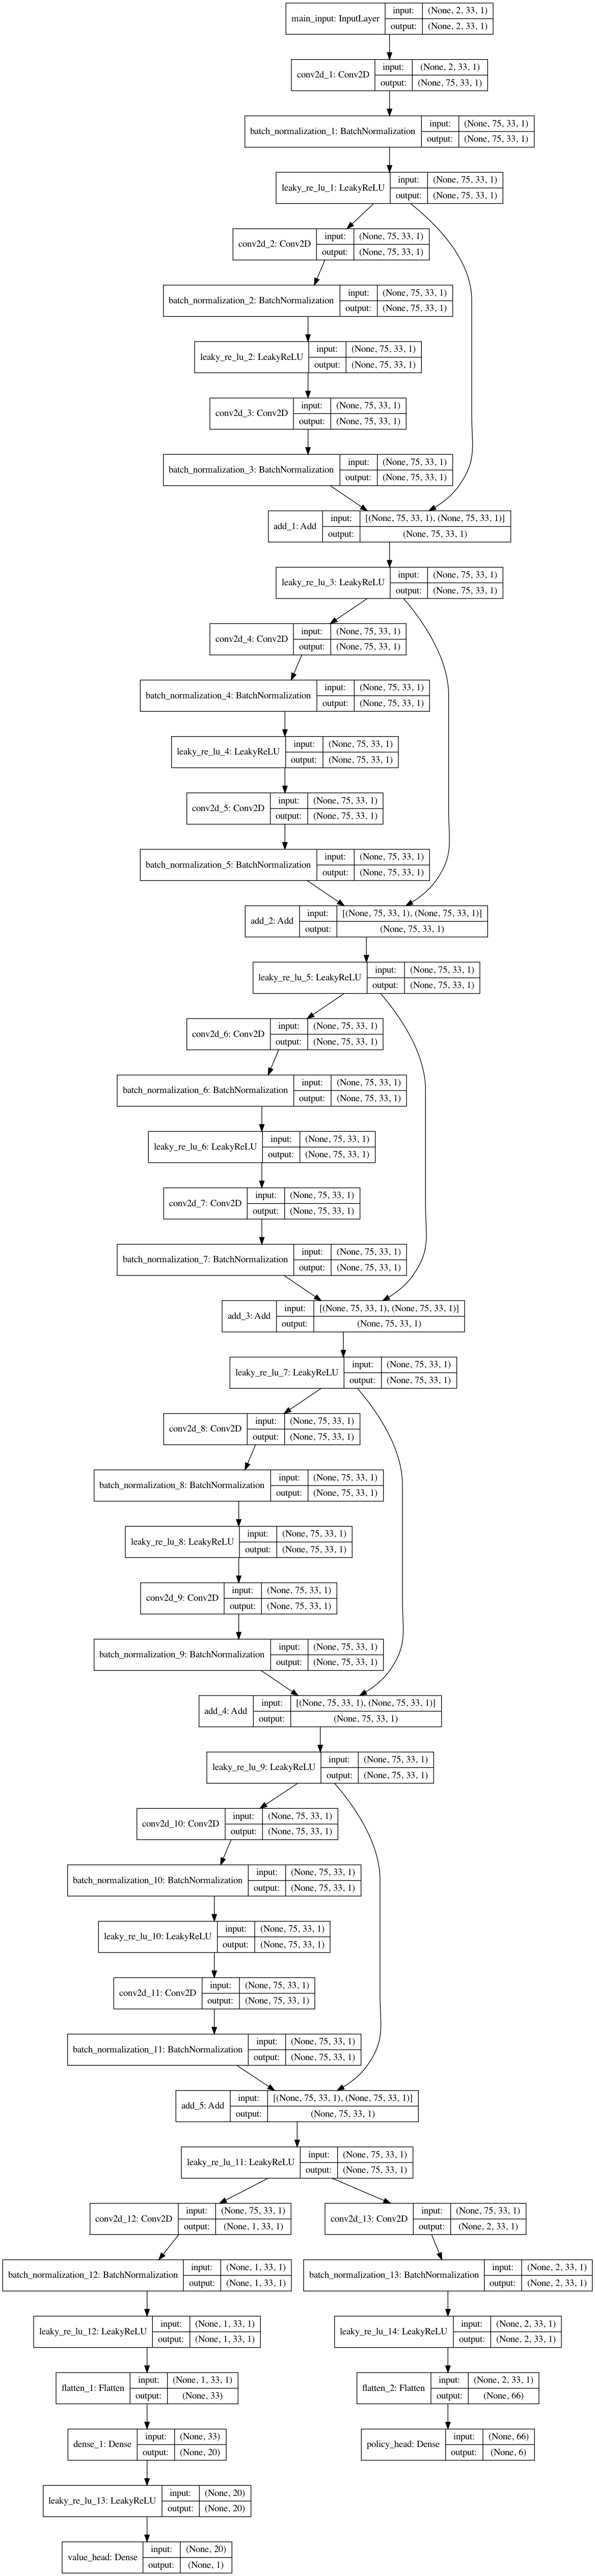 main_input: InputLayer input: (None, 2, 33, 1)
output: (None, 2, 33, 1)
conv2d_1: Conv2D input: (None, 2, 33, 1)
output: (None, 75, 33, 1)
batch_normalization_1: BatchNormalization input: (None, 75, 33, 1)
output: (None, 75, 33, 1)
leaky_re_lu_1: LeakyReLU input: (None, 75, 33, 1)
output: (None, 75, 33, 1)
conv2d_2: Conv2D input: (None, 75, 33, 1)
output: (None, 75, 33, 1)
batch_normalization_2: BatchNormalization input: (None, 75, 33, 1)
output: (None, 75, 33, 1)
leaky_re_lu_2: LeakyReLU input: (None, 75, 33, 1)
output: (None, 75, 33, 1)
conv2d_3: Conv2D input: (None, 75, 33, 1)
output: (None, 75, 33, 1)
batch_normalization_3: BatchNormalization input: (None, 75, 33, 1)
output: (None, 75, 33, 1)
add_1: Add input: [(None, 75, 33, 1), (None, 75, 33, 1)]
output: (None, 75, 33, 1)
leaky_re_lu_3: LeakyReLU input: (None, 75, 33, 1)
output: (None, 75, 33, 1)
conv2d_4: Conv2D input: (None, 75, 33, 1)
output: (None, 75, 33, 1)
batch_normalization_4: BatchNormalization input: (None, 75, 33, 1)
output: (None, 75, 33, 1)
leaky_re_lu_4: LeakyReLU input: (None, 75, 33, 1)
output: (None, 75, 33, 1)
conv2d_5: Conv2D input: (None, 75, 33, 1)
output: (None, 75, 33, 1)
batch_normalization_5: BatchNormalization input: (None, 75, 33, 1)
output: (None, 75, 33, 1)
add_2: Add input: [(None, 75, 33, 1), (None, 75, 33, 1)]
output: (None, 75, 33, 1)
leaky_re_lu_5: LeakyReLU input: (None, 75, 33, 1)
output: (None, 75, 33, 1)
conv2d_6: Conv2D input: (None, 75, 33, 1)
output: (None, 75, 33, 1)
batch_normalization_6: BatchNormalization input: (None, 75, 33, 1)
output: (None, 75, 33, 1)
leaky_re_lu_6: LeakyReLU input: (None, 75, 33, 1)
output: (None, 75, 33, 1)
conv2d_7: Conv2D input: (None, 75, 33, 1)
output: (None, 75, 33, 1)
batch_normalization_7: BatchNormalization input: (None, 75, 33, 1)
output: (None, 75, 33, 1)
add_3: Add input: [(None, 75, 33, 1), (None, 75, 33, 1)]
output: (None, 75, 33, 1)
leaky_re_lu_7: LeakyReLU input: (None, 75, 33, 1)
output: (None, 75, 33, 1)
conv2d_8: Conv2D input: (None, 75, 33, 1)
output: (None, 75, 33, 1)
batch_normalization_8: BatchNormalization input: (None, 75, 33, 1)
output: (None, 75, 33, 1)
leaky_re_lu_8: LeakyReLU input: (None, 75, 33, 1)
output: (None, 75, 33, 1)
conv2d_9: Conv2D input: (None, 75, 33, 1)
output: (None, 75, 33, 1)
batch_normalization_9: BatchNormalization input: (None, 75, 33, 1)
output: (None, 75, 33, 1)
add_4: Add input: [(None, 75, 33, 1), (None, 75, 33, 1)]
output: (None, 75, 33, 1)
leaky_re_lu_9: LeakyReLU input: (None, 75, 33, 1)
output: (None, 75, 33, 1)
conv2d_10: Conv2D input: (None, 75, 33, 1)
output: (None, 75, 33, 1)
batch_normalization_10: BatchNormalization input: (None, 75, 33, 1)
output: (None, 75, 33, 1)
leaky_re_lu_10: LeakyReLU input: (None, 75, 33, 1)
output: (None, 75, 33, 1)
conv2d_11: Conv2D input: (None, 75, 33, 1)
output: (None, 75, 33, 1)
batch_normalization_11: BatchNormalization input: (None, 75, 33, 1)
output: (None, 75, 33, 1)
add_5: Add input: [(None, 75, 33, 1), (None, 75, 33, 1)]
output: (None, 75, 33, 1)
leaky_re_lu_11: LeakyReLU input: (None, 75, 33, 1)
output: (None, 75, 33, 1)
conv2d_12: Conv2D input: (None, 75, 33, 1)
output: (None, 1, 33, 1)
conv2d_13: Conv2D input: (None, 75, 33, 1)
output: (None, 2, 33, 1)
batch_normalization_12: BatchNormalization input: (None, 1, 33, 1)
output: (None, 1, 33, 1)
batch_normalization_13: BatchNormalization input: (None, 2, 33, 1)
output: (None, 2, 33, 1)
leaky_re_lu_12: LeakyReLU input: (None, 1, 33, 1)
output: (None, 1, 33, 1)
leaky_re_lu_14: LeakyReLU input: (None, 2, 33, 1)
output: (None, 2, 33, 1)
flatten_1: Flatten input: (None, 1, 33, 1)
output: (None, 33)
flatten_2: Flatten input: (None, 2, 33, 1)
output: (None, 66)
dense_1: Dense input: (None, 33)
output: (None, 20)
policy_head: Dense input: (None, 66)
output: (None, 6)
leaky_re_lu_13: LeakyReLU input: (None, 20)
output: (None, 20)
value_head: Dense input: (None, 20)
output: (None, 1)